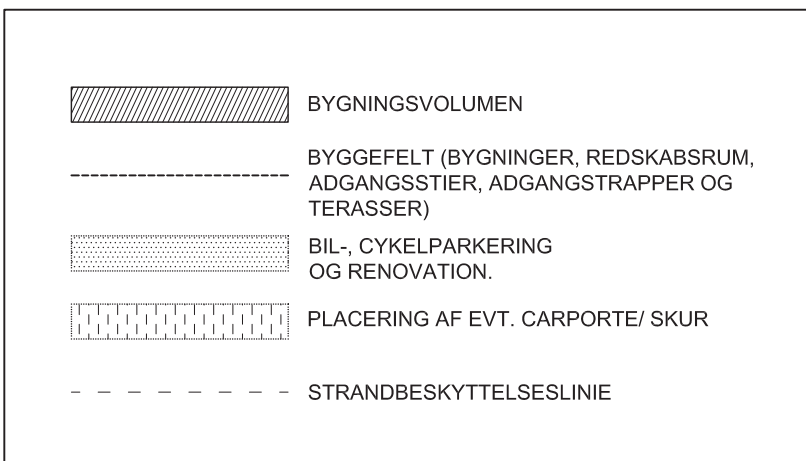 BYGNINGSVOLUMEN
BYGGEFELT (BYGNINGER, REDSKABSRUM,
ADGANGSSTIER, ADGANGSTRAPPER OG
TERASSER)
BIL-, CYKELPARKERING
OG RENOVATION.
PLACERING AF EVT. CARPORTE/ SKUR
STRANDBESKYTTELSESLINIE